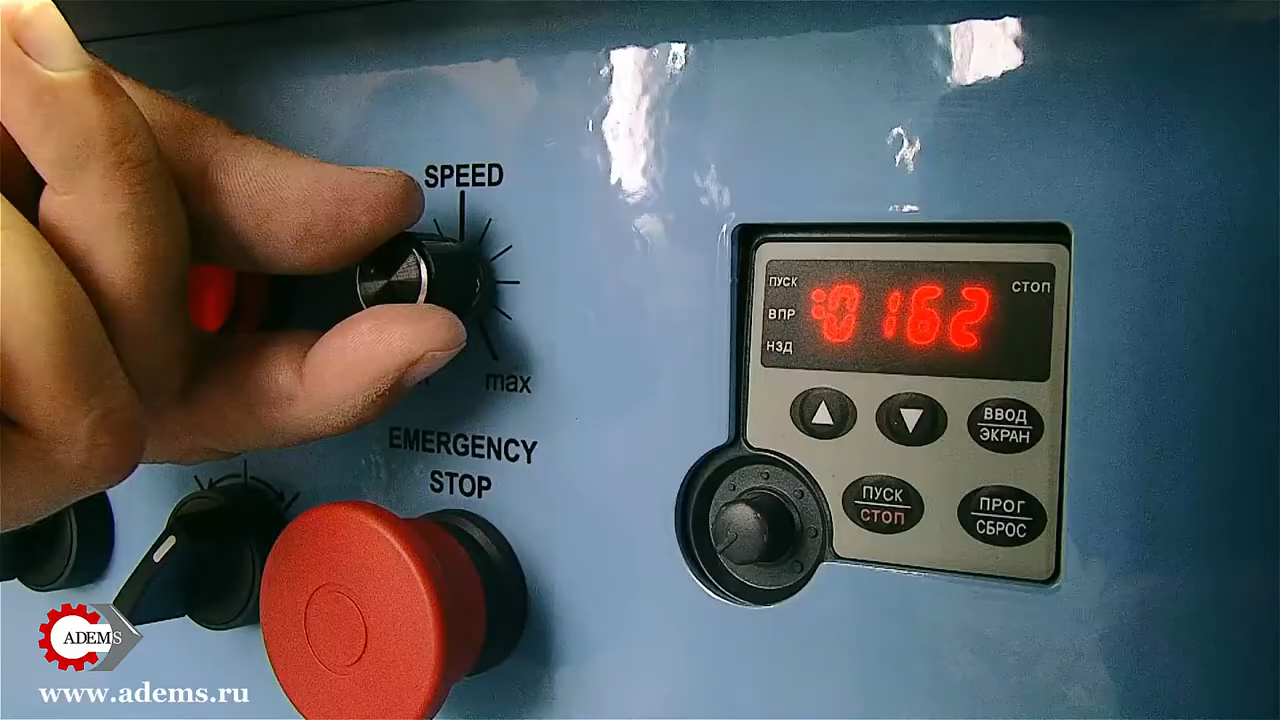 SPEED
max
EMERGENCY
STOP
ПУСК
ВПР
НЗД
0162
СТОП
ВВОД
ЭКРАН
ПУСК
СТОП
ПРОГ
СБРОС
ADEMS
www.adems.ru